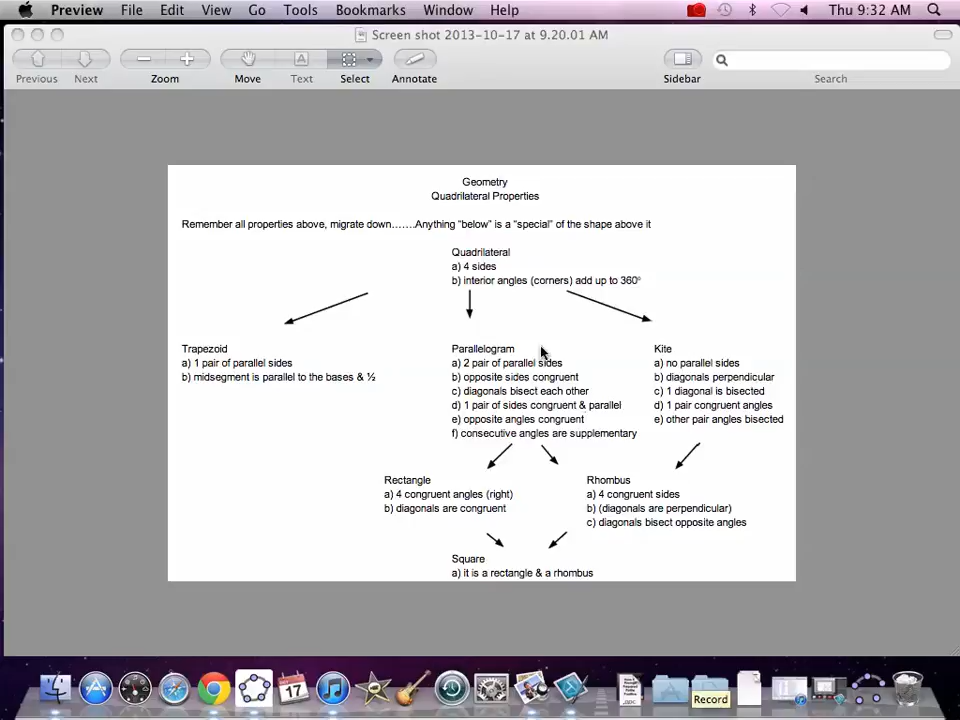 Preview File Edit View Go Tools Bookmarks Window Help Thu 9:32 AM
Screen shot 2013-10-17 at 9.20.01 AM
Previous Next Zoom Move Text Select Annotate Sidebar Search
Geometry
Quadrilateral Properties
Remember all properties above, migrate down.......Anything "below" is a "special" of the shape above it
Quadrilateral
a) 4 sides
b) interior angles (corners) add up to 360°
Trapezoid
a) 1 pair of parallel sides
b) midsegment is parallel to the bases & ½
Parallelogram
a) 2 pair of parallel sides
b) opposite sides congruent
c) diagonals bisect each other
d) 1 pair of sides congruent & parallel
e) opposite angles congruent
f) consecutive angles are supplementary
Kite
a) no parallel sides
b) diagonals perpendicular
c) 1 diagonal is bisected
d) 1 pair congruent angles
e) other pair angles bisected
Rectangle
a) 4 congruent angles (right)
b) diagonals are congruent
Rhombus
a) 4 congruent sides
b) (diagonals are perpendicular)
c) diagonals bisect opposite angles
Square
a) it is a rectangle & a rhombus
17
Record